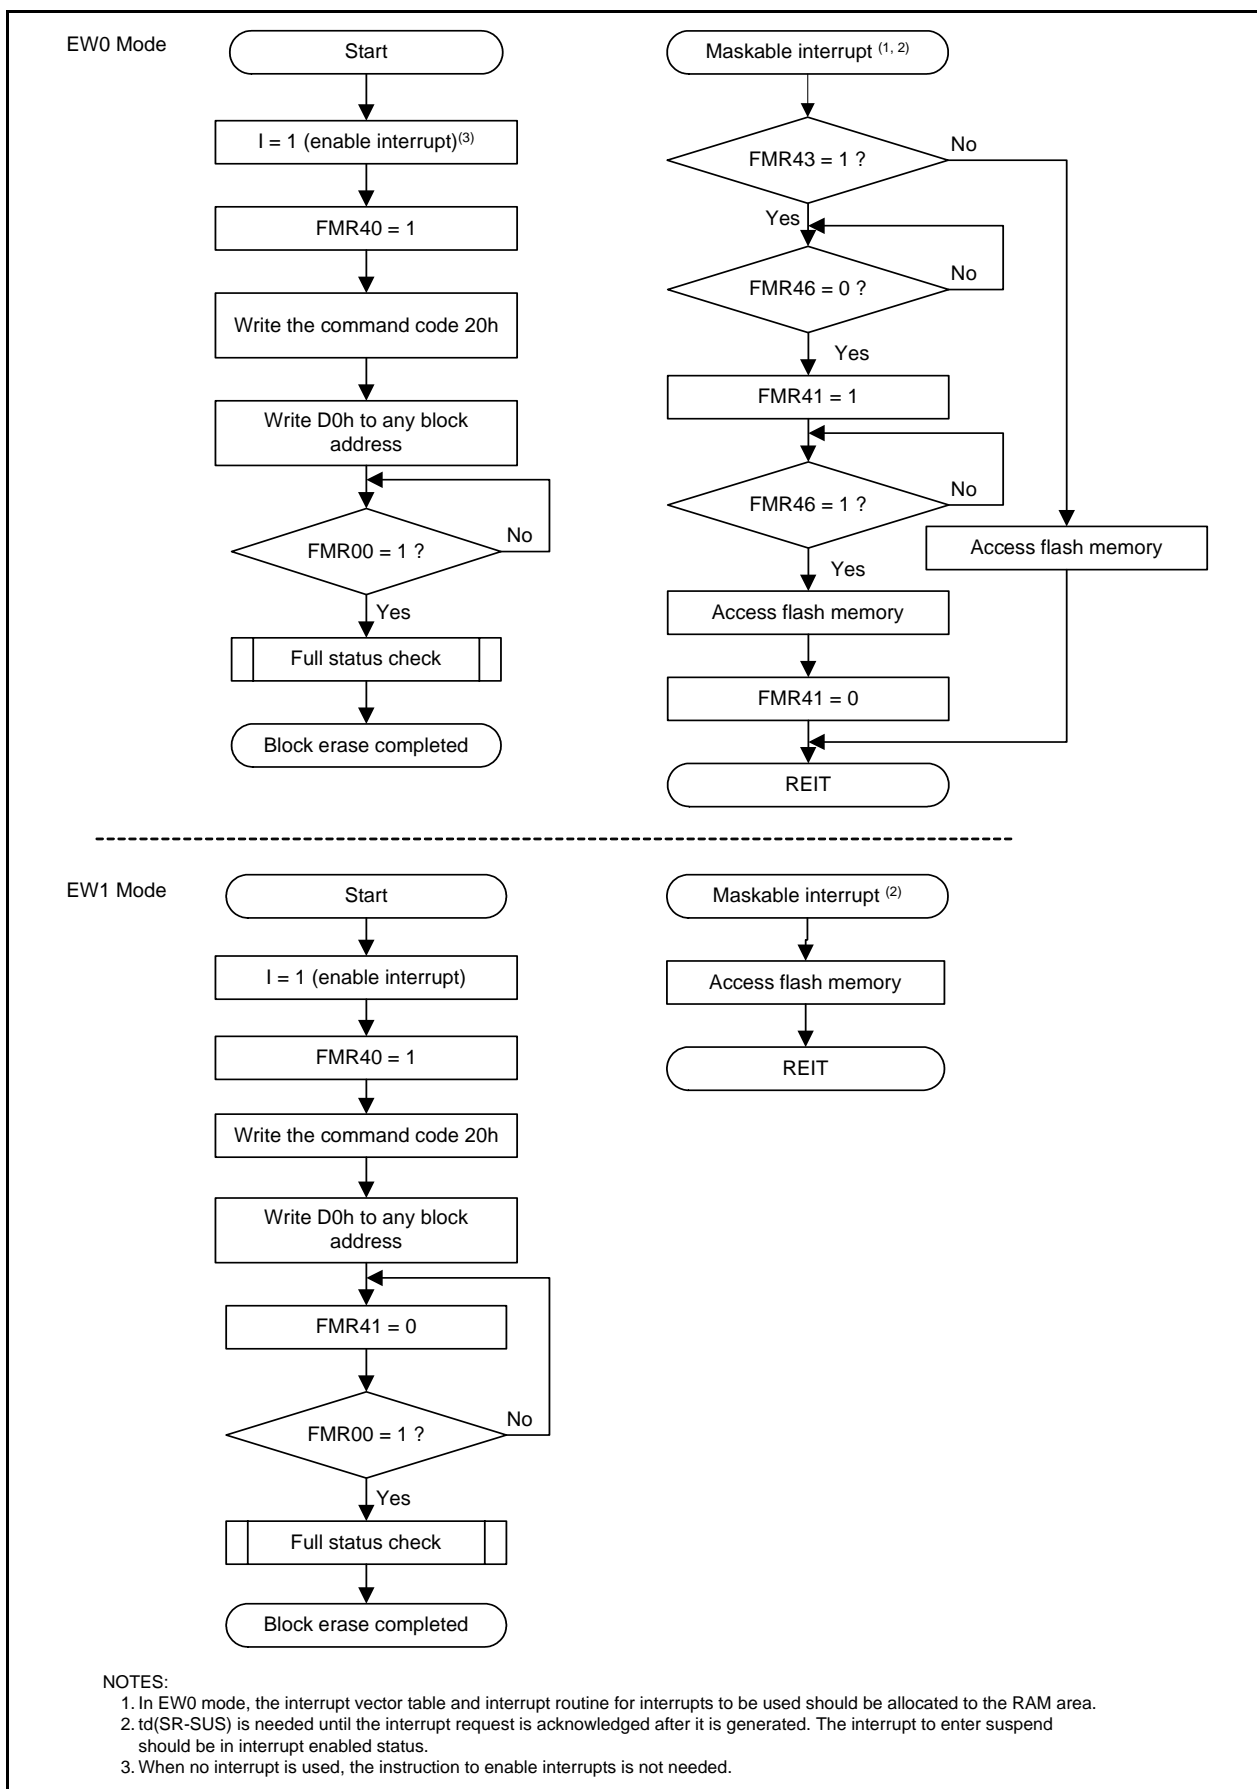 EW0 Mode
Start
I = 1 (enable interrupt)(3)
FMR40 = 1
Write the command code 20h
Write D0h to any block
address
FMR00 = 1 ?
No
Yes
Full status check
Block erase completed
Maskable interrupt (1, 2)
FMR43 = 1 ?
No
Yes
FMR46 = 0 ?
No
Yes
FMR41 = 1
FMR46 = 1 ?
No
Yes
Access flash memory
Access flash memory
FMR41 = 0
REIT
EW1 Mode
Start
I = 1 (enable interrupt)
FMR40 = 1
Write the command code 20h
Write D0h to any block
address
FMR41 = 0
FMR00 = 1 ?
No
Yes
Full status check
Block erase completed
Maskable interrupt (2)
Access flash memory
REIT
NOTES:
1. In EW0 mode, the interrupt vector table and interrupt routine for interrupts to be used should be allocated to the RAM area.
2. td(SR-SUS) is needed until the interrupt request is acknowledged after it is generated. The interrupt to enter suspend
should be in interrupt enabled status.
3. When no interrupt is used, the instruction to enable interrupts is not needed.